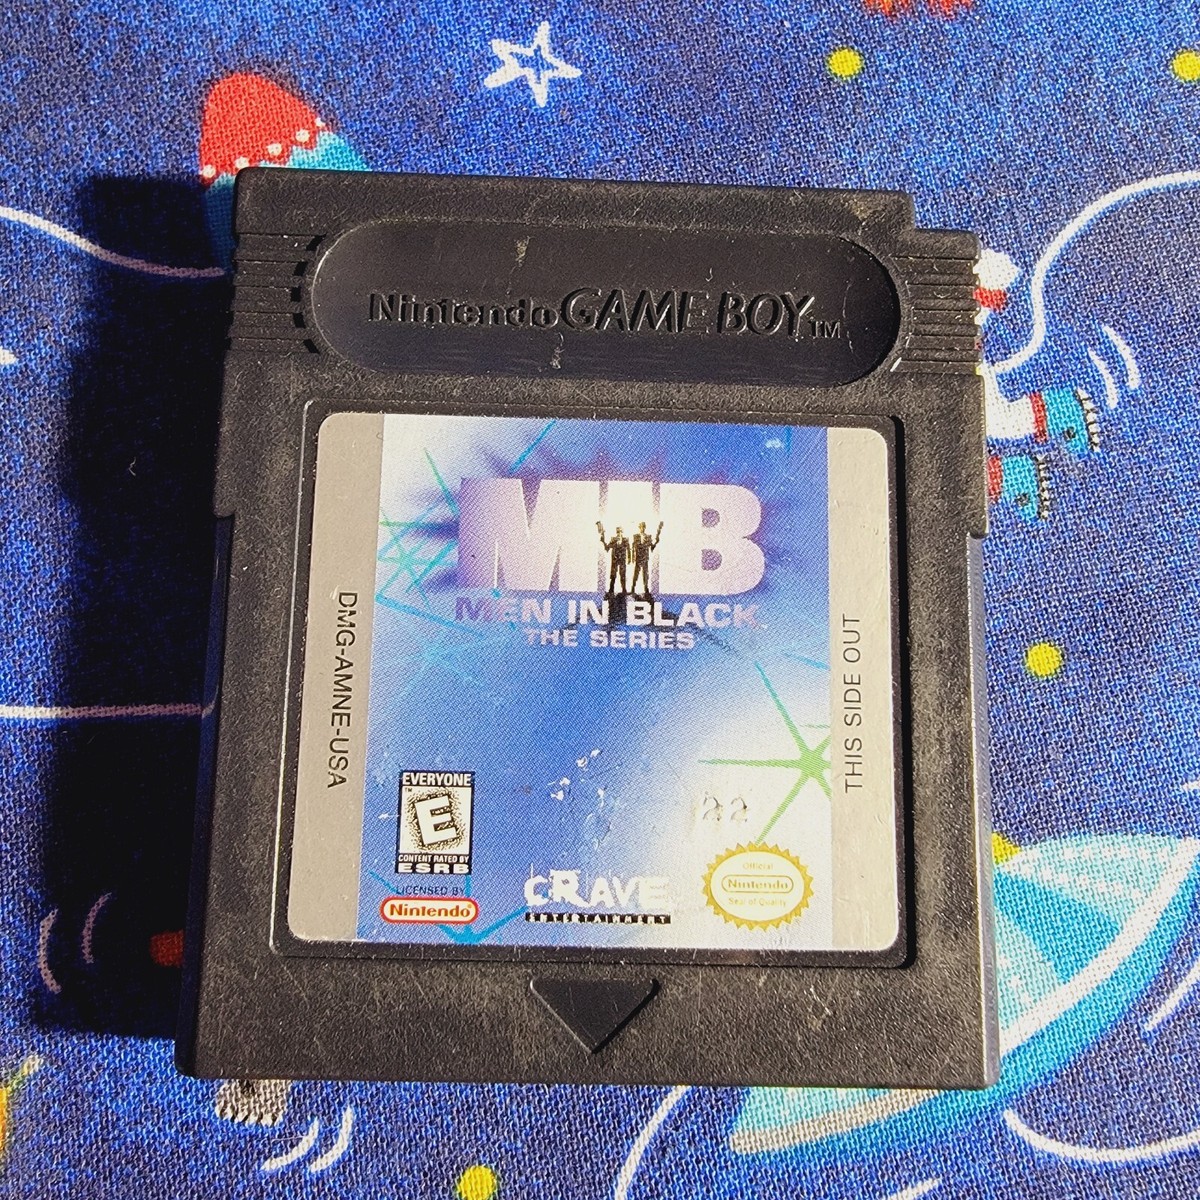 Nintendo GAME BOY TM
MIB
MEN IN BLACK
THE SERIES
DMG-AMNE-USA
THIS SIDE OUT
22
EVERYONE
E
CONTENT RATED BY
ESRB
LICENSED BY
Nintendo
CRAVE
ENTERTAINMENT
Official
Nintendo
Seal of Quality